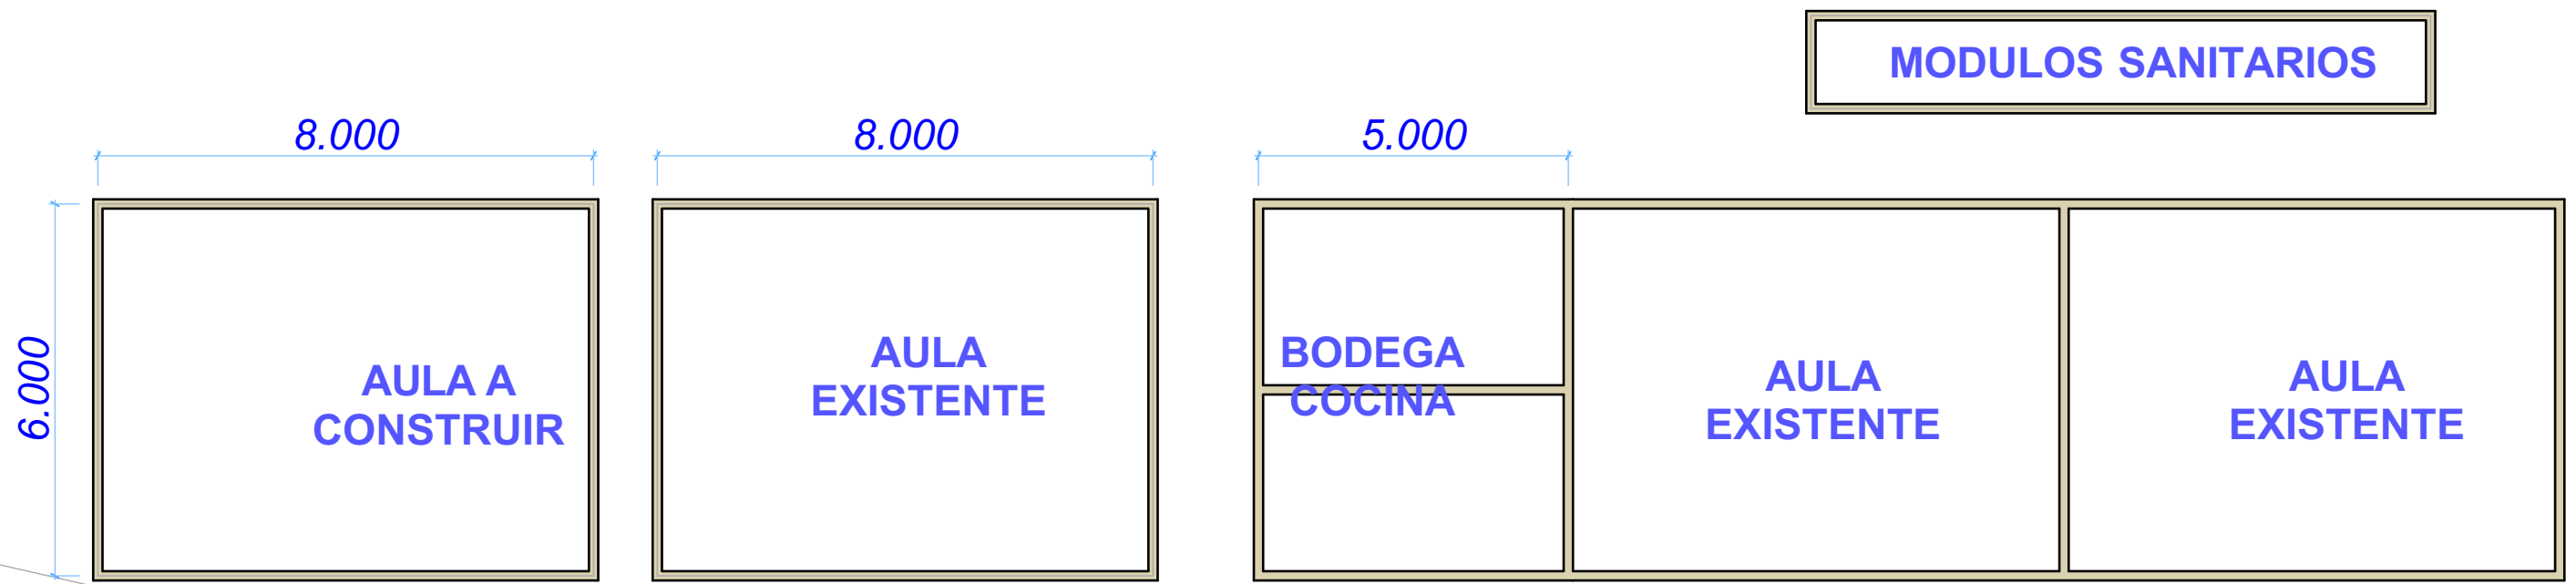 MODULOS SANITARIOS
8.000
8.000
5.000
6.000
AULA A
CONSTRUIR
AULA
EXISTENTE
BODEGA
COCINA
AULA
EXISTENTE
AULA
EXISTENTE